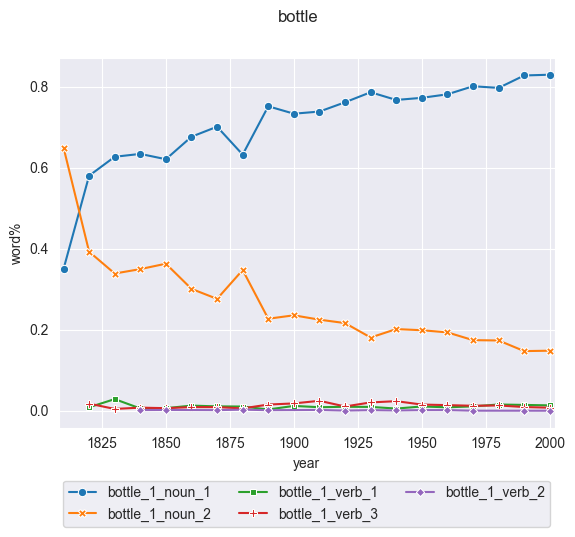 bottle
0.8
0.6
0.4
0.2
0.0
word%
1825 1850 1875 1900 1925 1950 1975 2000
year
bottle_1_noun_1 bottle_1_verb_1 bottle_1_verb_2
bottle_1_noun_2 bottle_1_verb_3